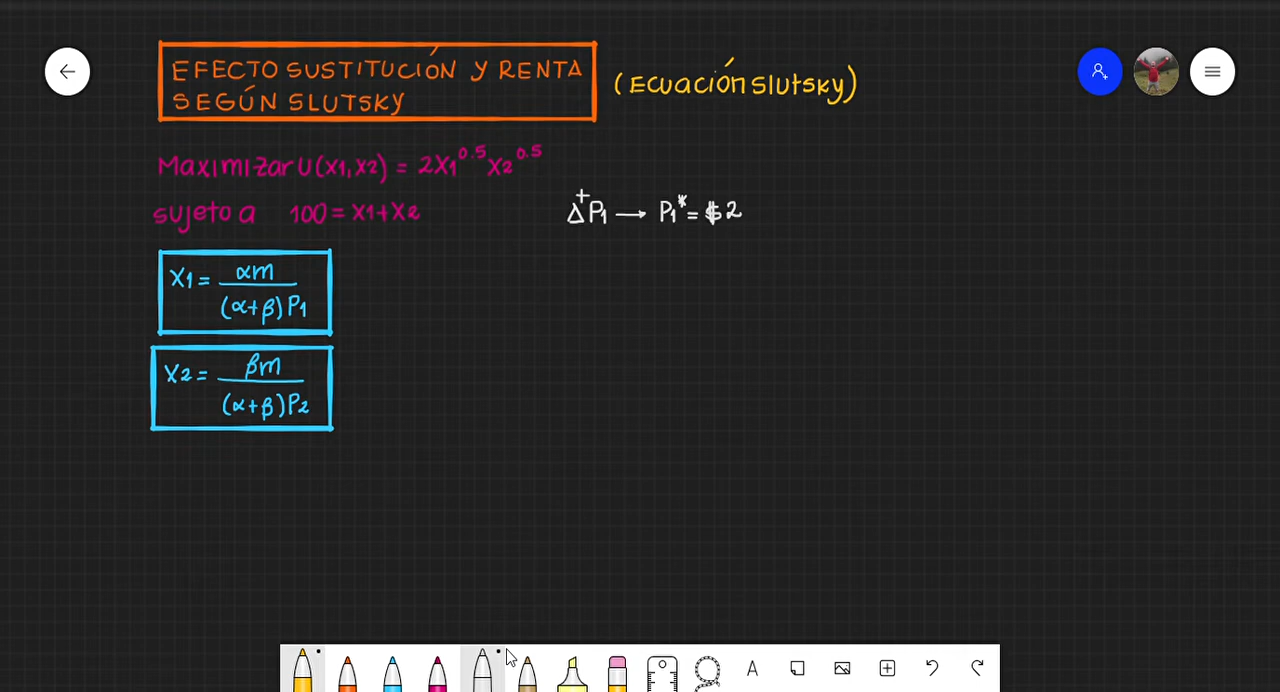 EFECTO SUSTITUCIÓN Y RENTA
SEGÚN SLUTSKY
(ECUACIÓN SLUTSKY)
Maximizar U(x1,x2) = 2X1^0.5 X2^0.5
sujeto a 100 = X1+X2
Δ^+P1 → P1* = $2
X1 = αm / (α+β)P1
X2 = βm / (α+β)P2
A